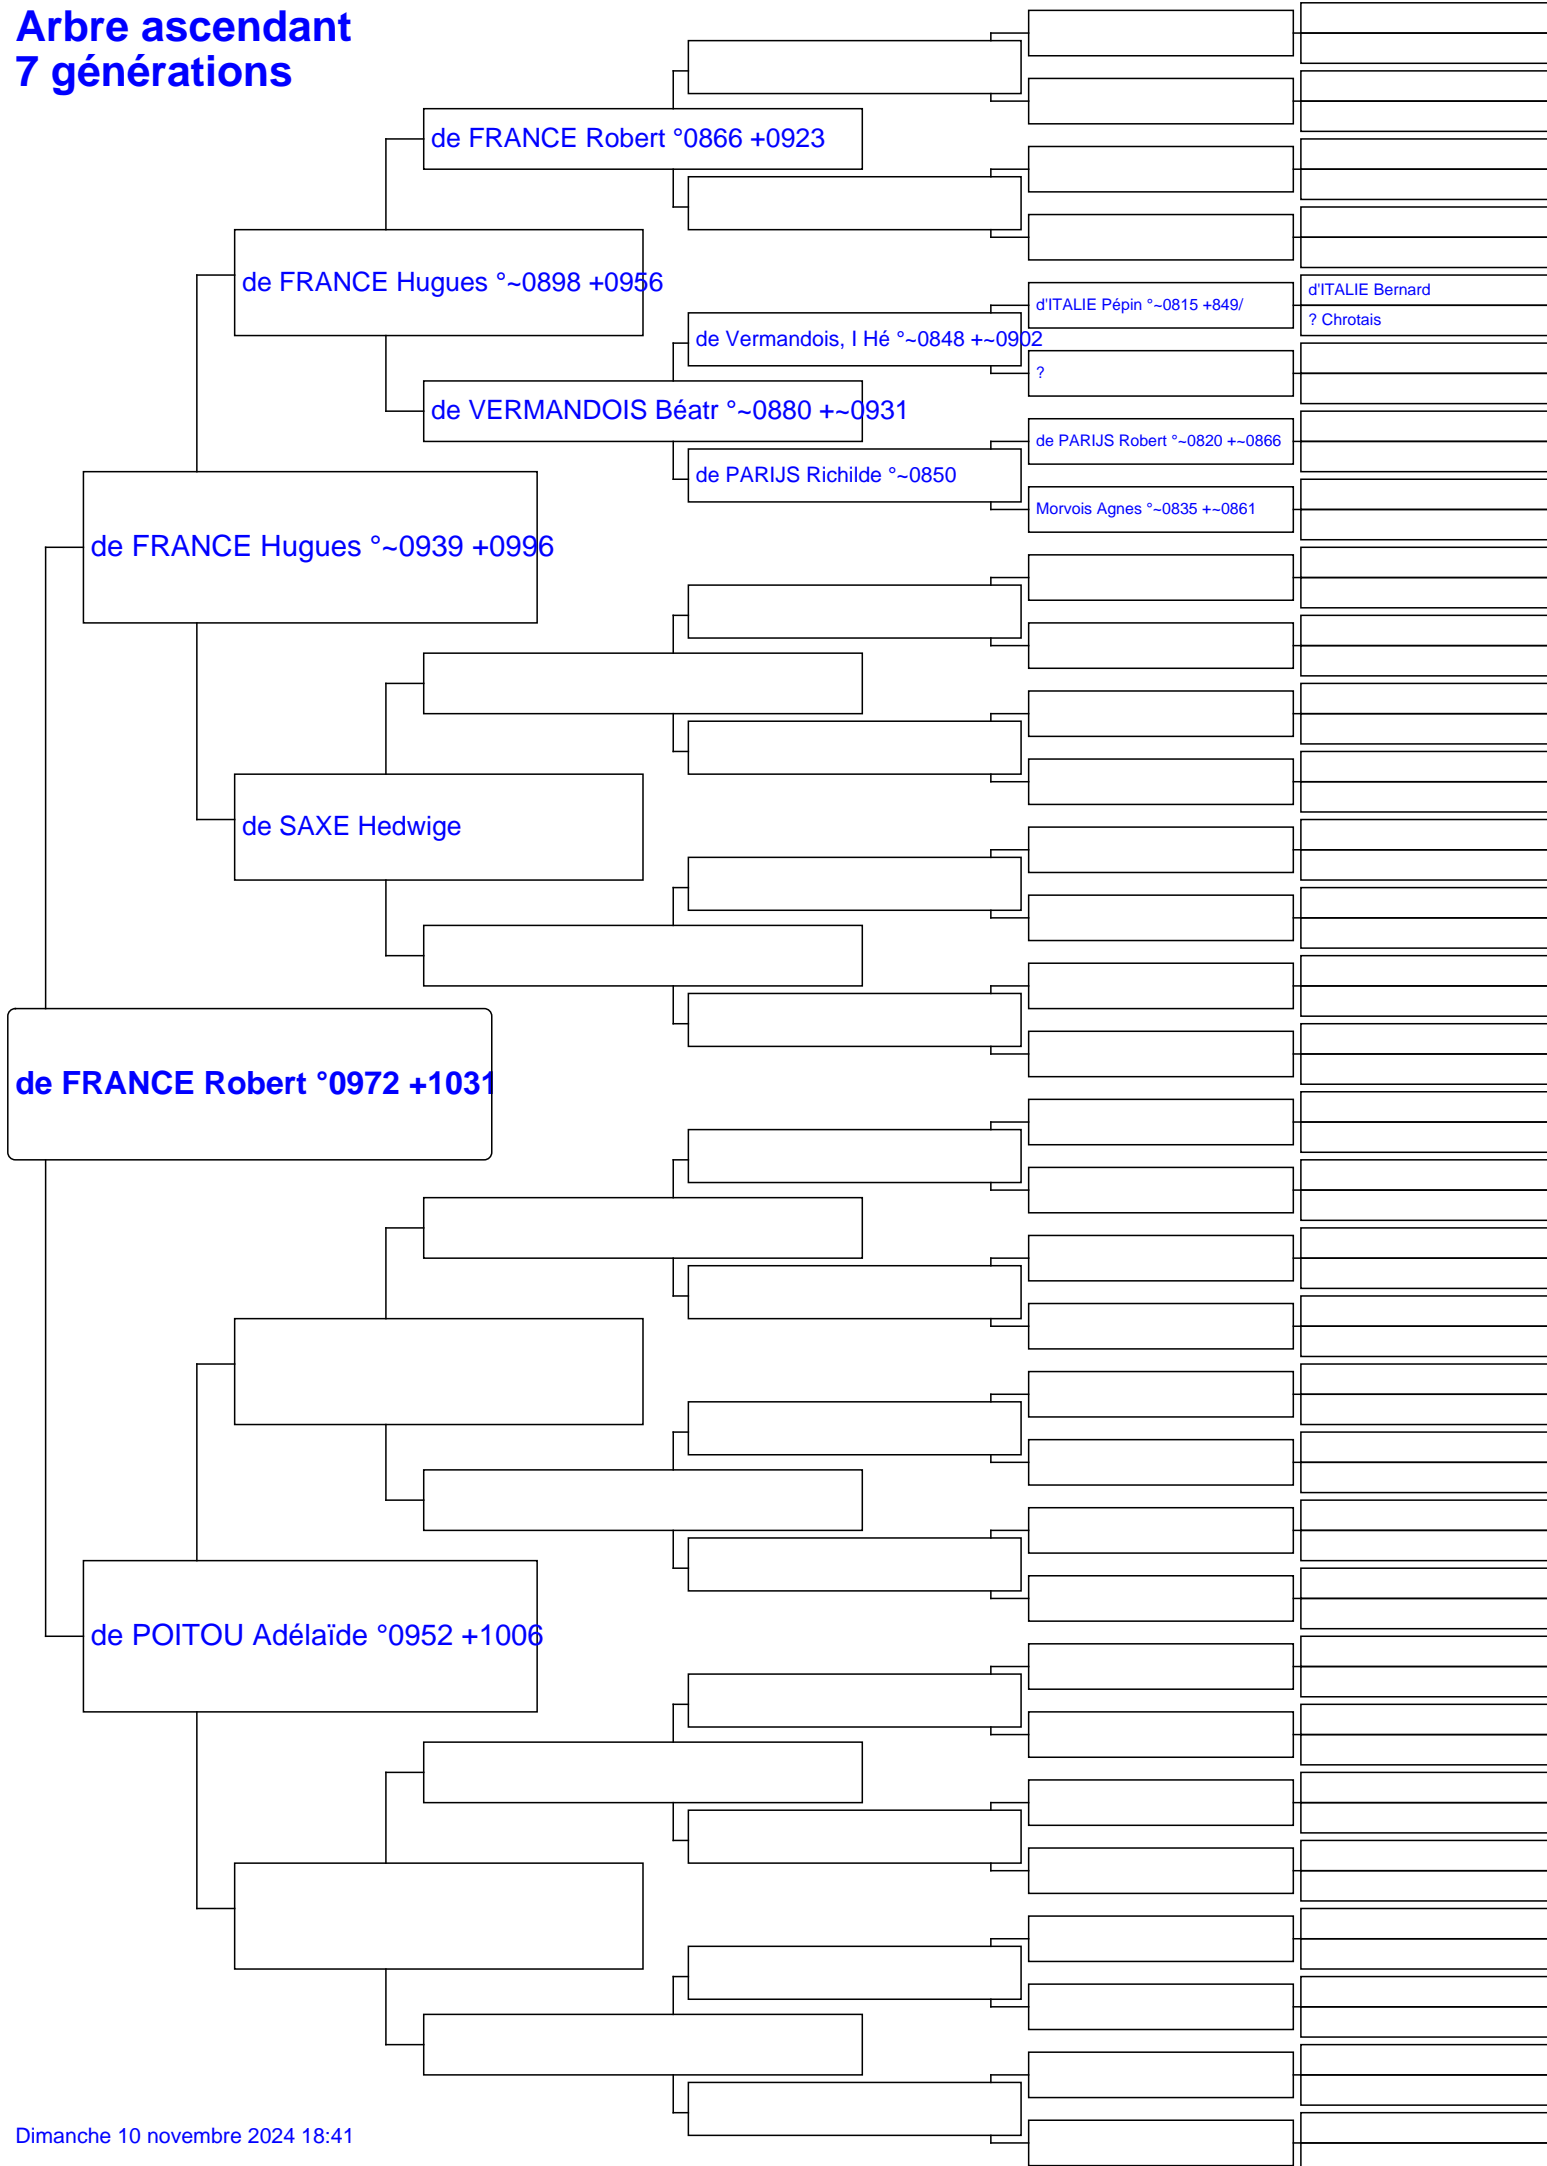 Arbre ascendant
7 générations
de FRANCE Robert °0866 +0923
de FRANCE Hugues °~0898 +0956
d'ITALIE Pépin °~0815 +849/
d'ITALIE Bernard
? Chrotais
de Vermandois, I Hé °~0848 +~0902
?
de VERMANDOIS Béatr °~0880 +~0931
de PARIJS Robert °~0820 +~0866
de PARIJS Richilde °~0850
Morvois Agnes °~0835 +~0861
de FRANCE Hugues °~0939 +0996
de SAXE Hedwige
de FRANCE Robert °0972 +1031
de POITOU Adélaïde °0952 +1006
Dimanche 10 novembre 2024 18:41